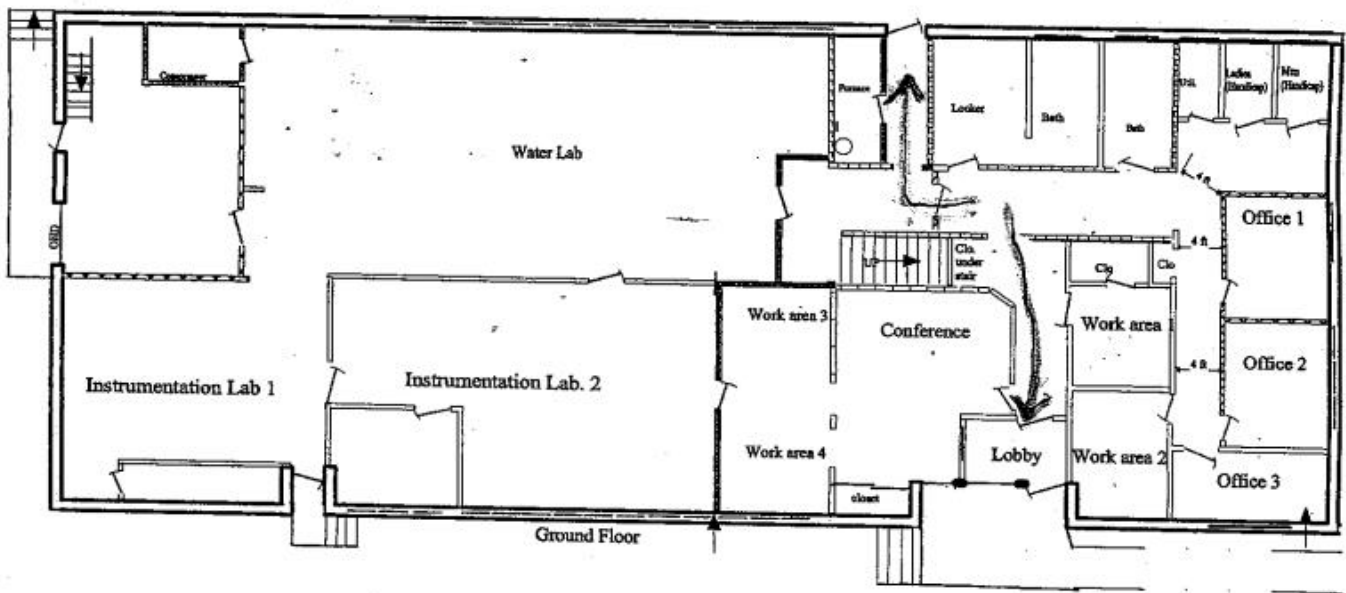 Furnace
Locker
Bath
Bath
Util.
Ladies
(Handicap)
Men
(Handicap)
Water Lab
4 ft
Office 1
OHD
UP
Clo.
under
stair
4 ft
Clo
Clo
Work area 3
Conference
Work area
Office 2
Instrumentation Lab 1
Instrumentation Lab. 2
4 ft
Work area 4
Lobby
Work area 2
Office 3
closet
Ground Floor